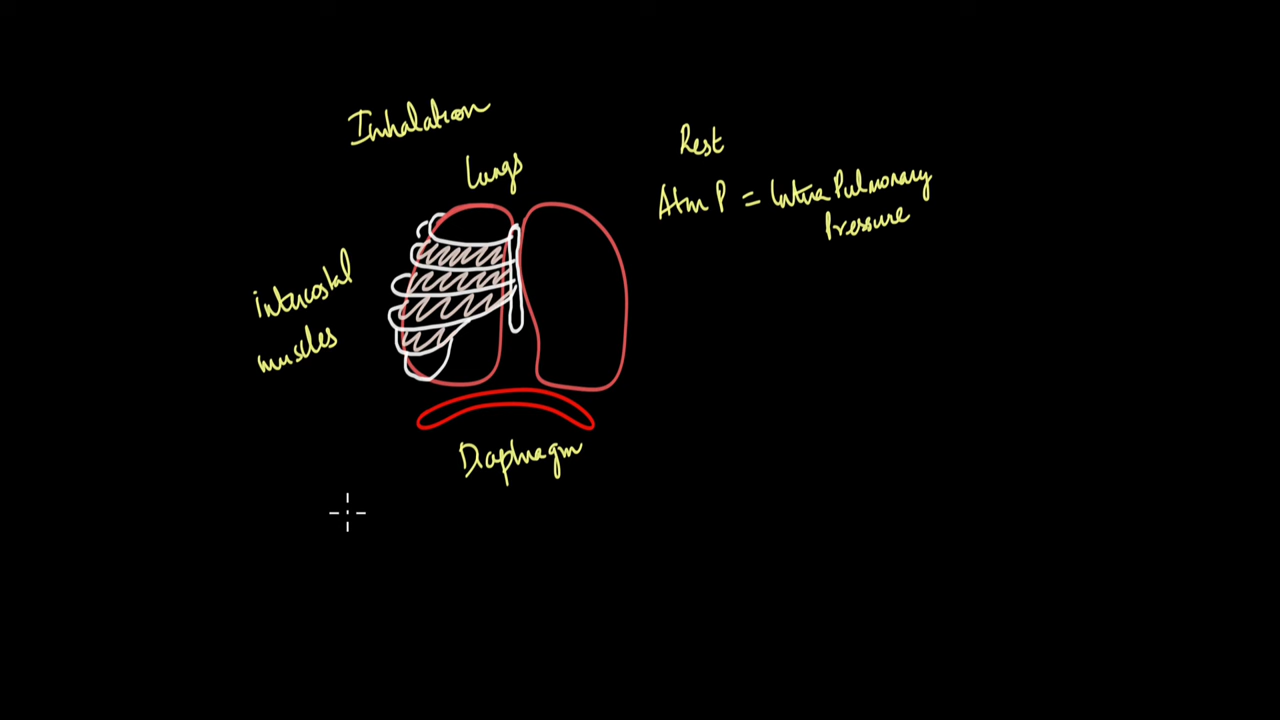 Inhalation
Lungs
Rest
Atm P = Intra Pulmonary
Pressure
intercostal
muscles
Diaphragm